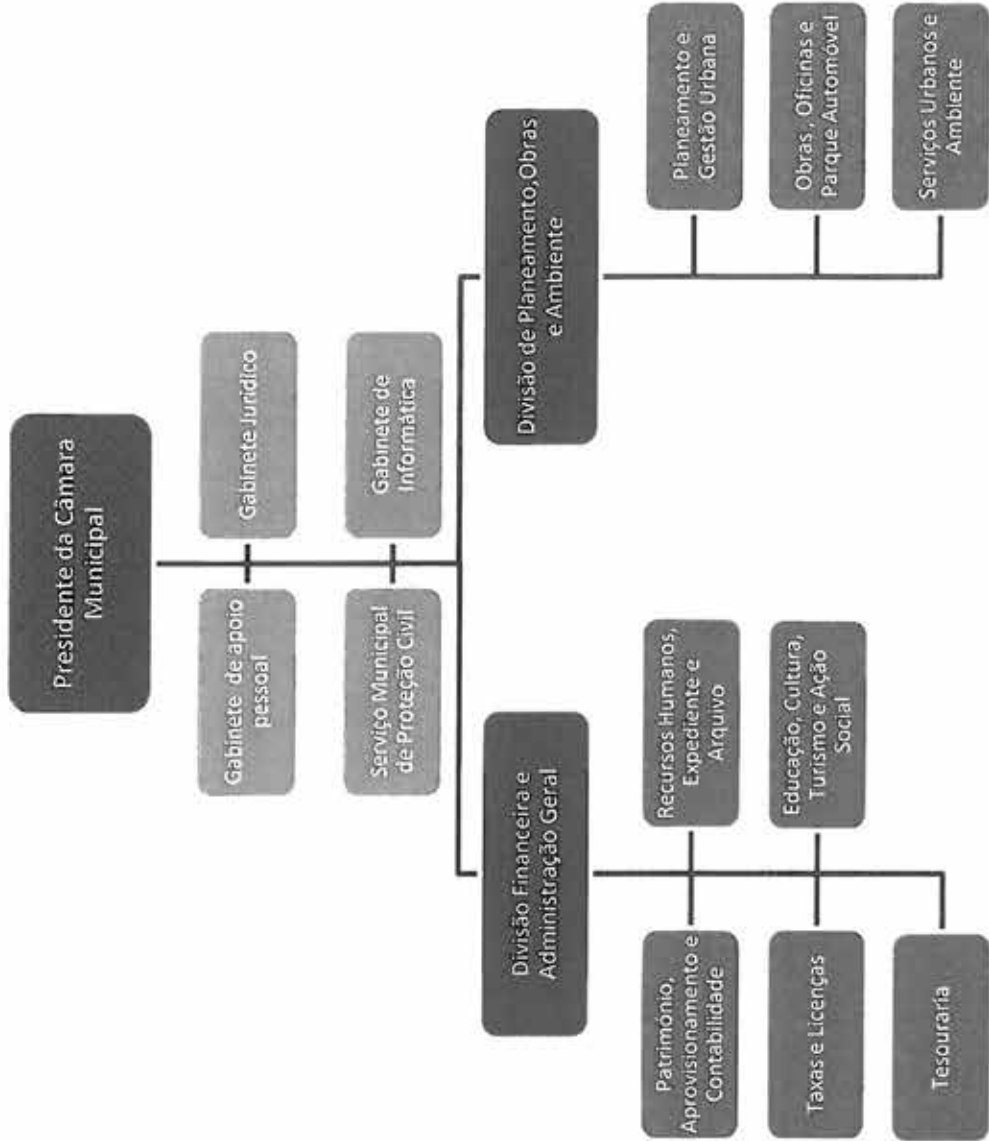 Presidente da Câmara
Municipal
Gabinete de apoio
pessoal
Gabinete Jurídico
Serviço Municipal
de Proteção Civil
Gabinete de
Informática
Divisão Financeira e
Administração Geral
Divisão de Planeamento,Obras
e Ambiente
Património,
Aprovisionamento e
Contabilidade
Recursos Humanos,
Expediente e
Arquivo
Taxas e Licenças
Educação, Cultura,
Turismo e Ação
Social
Tesouraria
Planeamento e
Gestão Urbana
Obras , Oficinas e
Parque Automóvel
Serviços Urbanos e
Ambiente